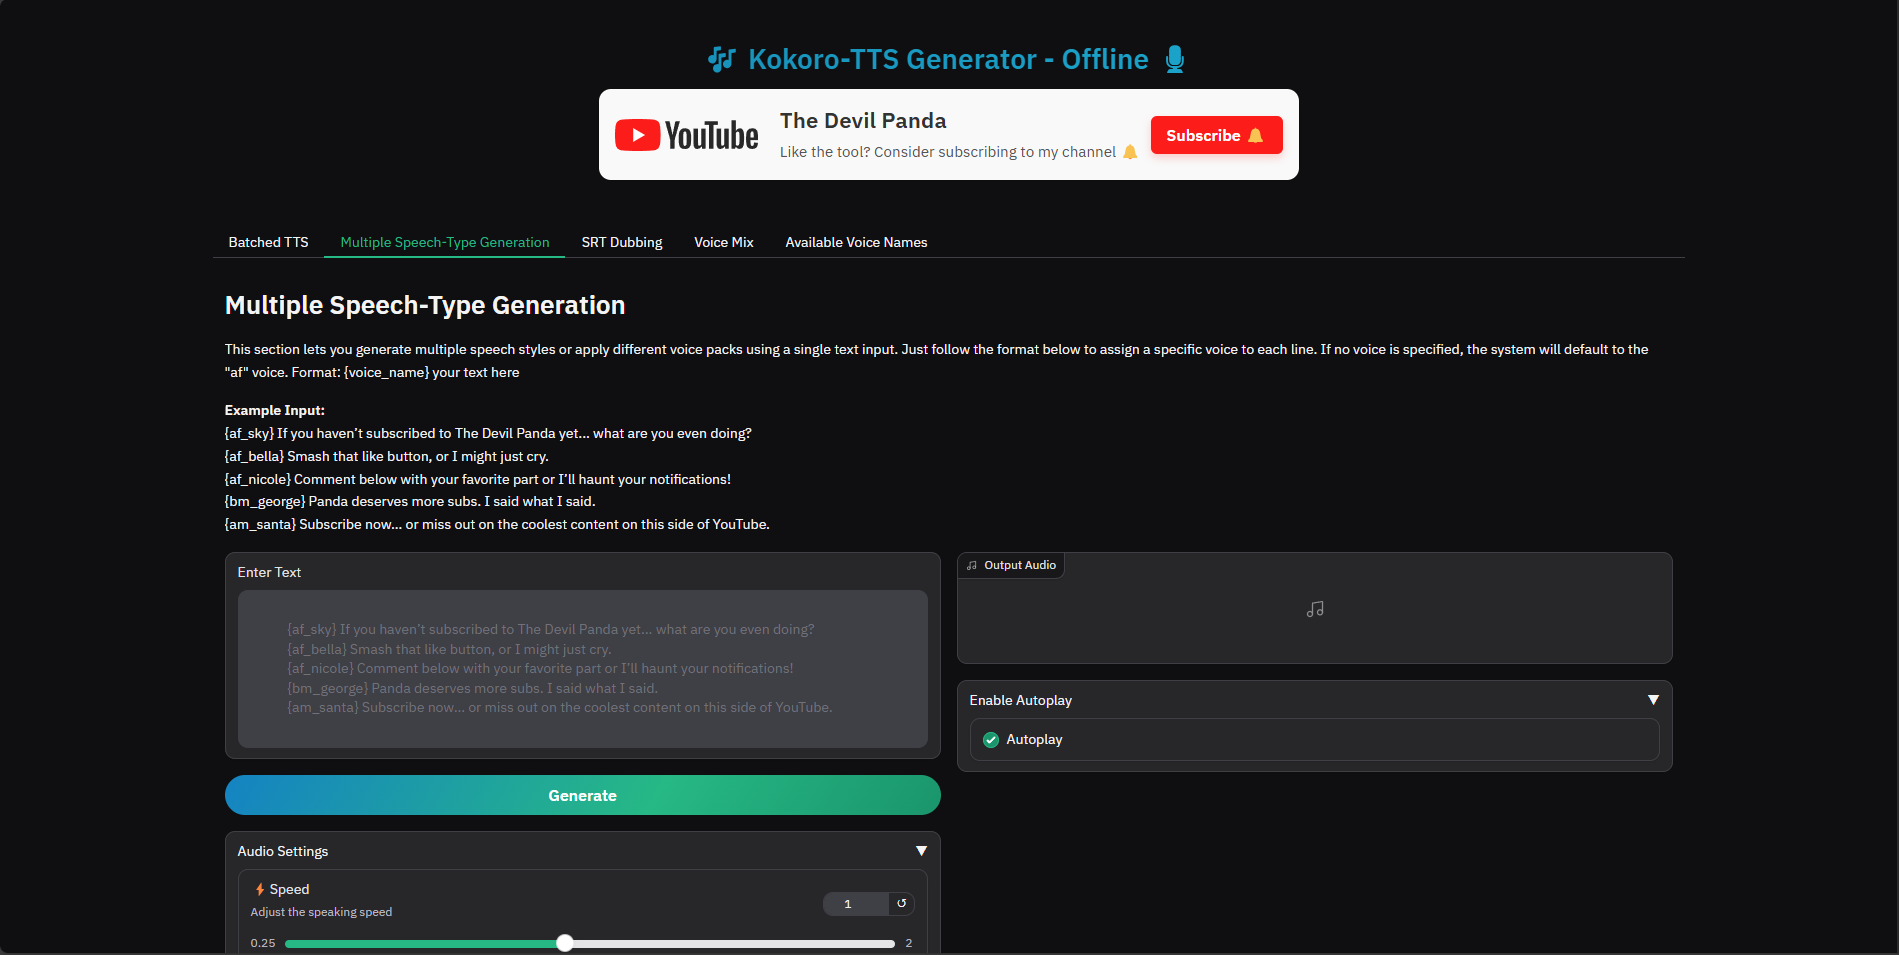 Kokoro-TTS Generator - Offline
YouTube
The Devil Panda
Like the tool? Consider subscribing to my channel
Subscribe
Batched TTS
Multiple Speech-Type Generation
SRT Dubbing
Voice Mix
Available Voice Names
Multiple Speech-Type Generation
This section lets you generate multiple speech styles or apply different voice packs using a single text input. Just follow the format below to assign a specific voice to each line. If no voice is specified, the system will default to the
"af" voice. Format: {voice_name} your text here
Example Input:
{af_sky} If you haven’t subscribed to The Devil Panda yet… what are you even doing?
{af_bella} Smash that like button, or I might just cry.
{af_nicole} Comment below with your favorite part or I’ll haunt your notifications!
{bm_george} Panda deserves more subs. I said what I said.
{am_santa} Subscribe now… or miss out on the coolest content on this side of YouTube.
Enter Text
{af_sky} If you haven’t subscribed to The Devil Panda yet… what are you even doing?
{af_bella} Smash that like button, or I might just cry.
{af_nicole} Comment below with your favorite part or I’ll haunt your notifications!
{bm_george} Panda deserves more subs. I said what I said.
{am_santa} Subscribe now… or miss out on the coolest content on this side of YouTube.
Generate
Audio Settings
Speed
Adjust the speaking speed
1
0.25
2
Output Audio
Enable Autoplay
Autoplay